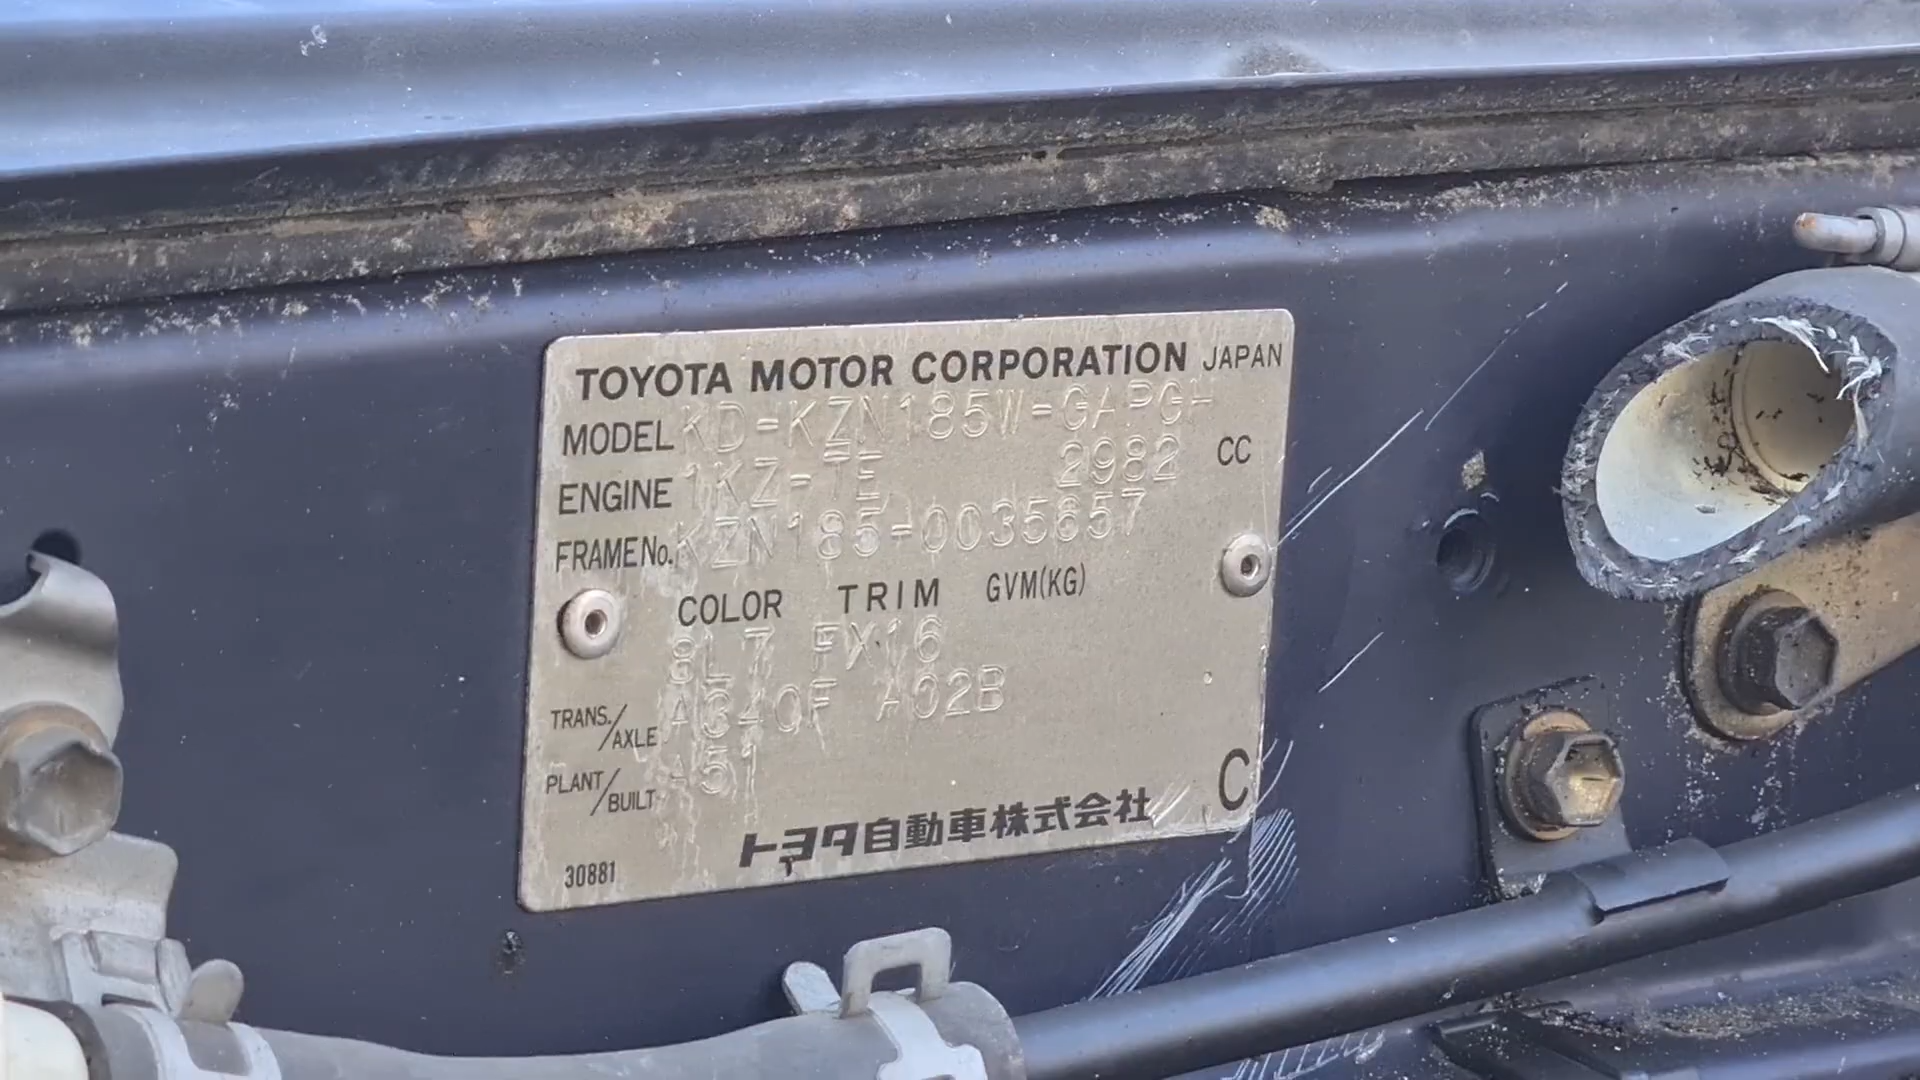 TOYOTA MOTOR CORPORATION JAPAN
MODEL KD-KZN185W-GAPGH
ENGINE 1KZ-TE 2982 CC
FRAME No. KZN185-0035657
COLOR TRIM GVM(KG)
8L7 FX16
TRANS./AXLE A340F A02B
PLANT/BUILT A51
C
トヨタ自動車株式会社
30881